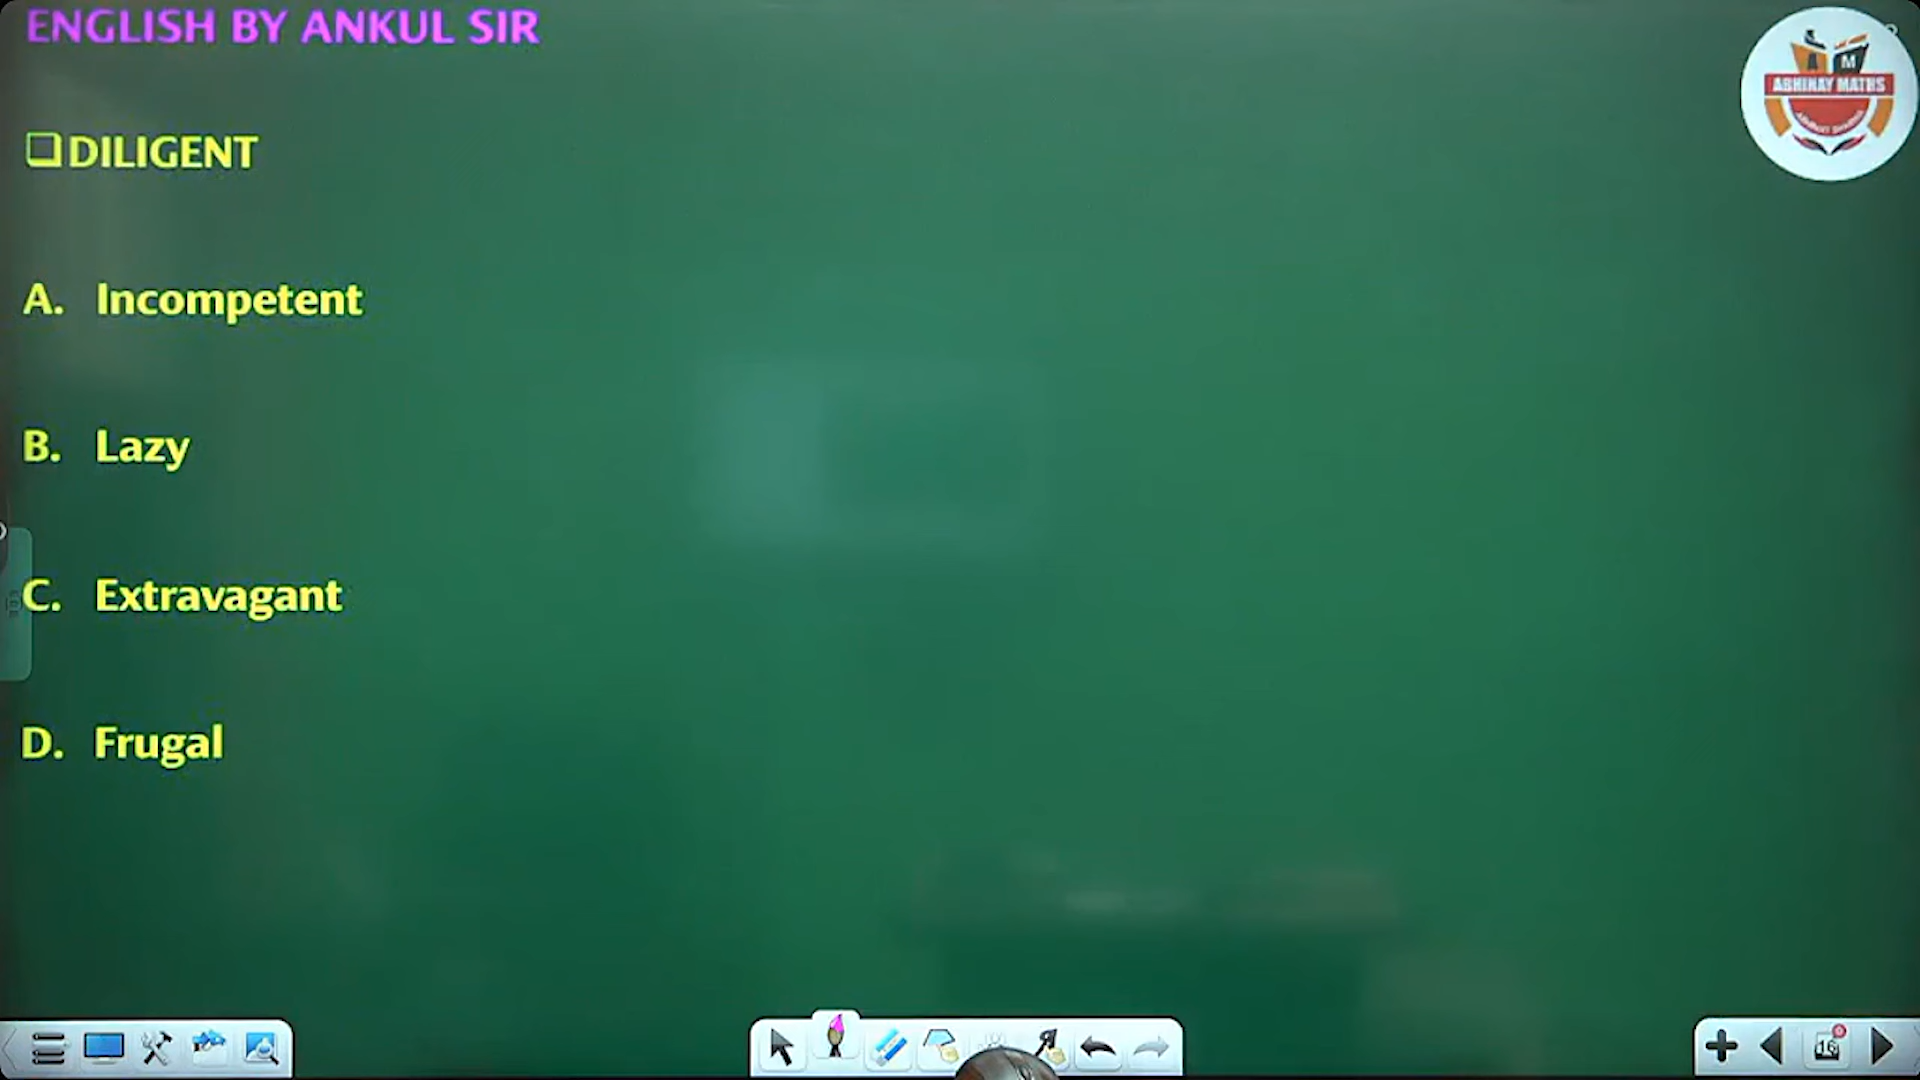 ENGLISH BY ANKUL SIR
A M
ABHINAY MATHS
DILIGENT
A. Incompetent
B. Lazy
C. Extravagant
D. Frugal
16